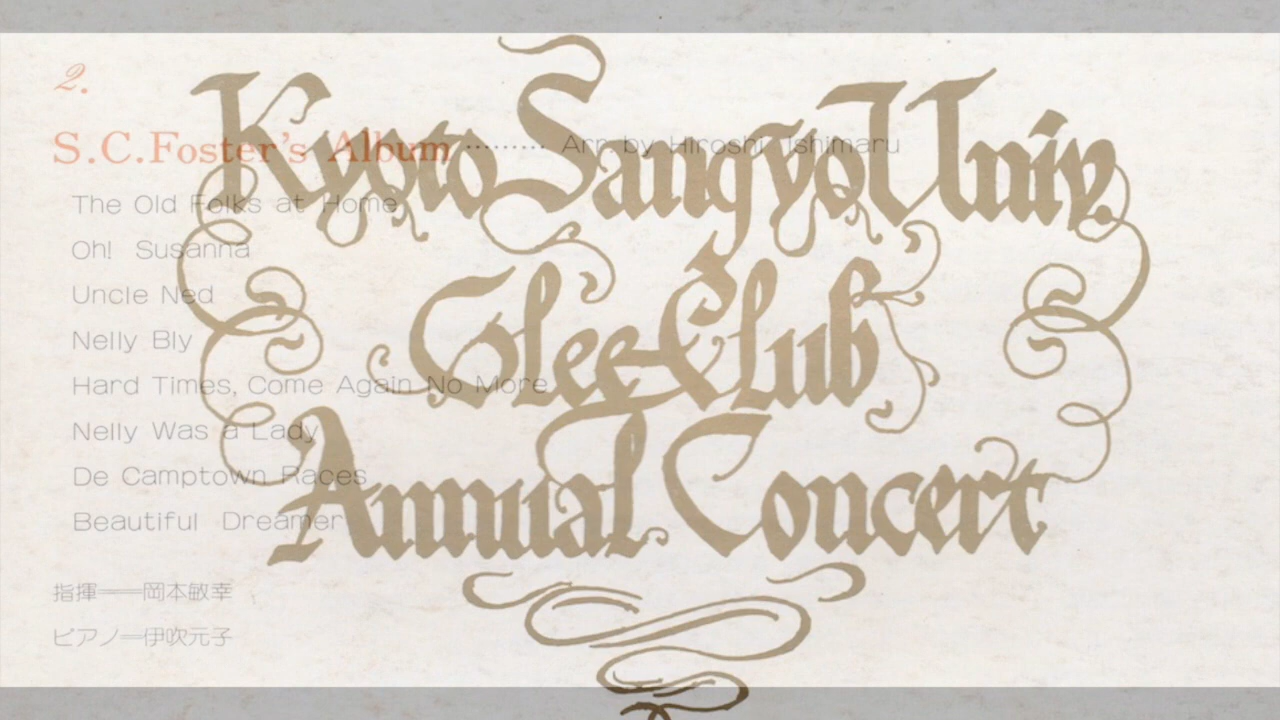 Kyoto Sangyo Univ.
Glee Club
Annual Concert
2.
S.C.Foster's Album ········· Arr. by Hiroshi Ishimaru
The Old Folks at Home
Oh! Susanna
Uncle Ned
Nelly Bly
Hard Times, Come Again No More
Nelly Was a Lady
De Camptown Races
Beautiful Dreamer
指揮══岡本敏幸
ピアノ═伊吹元子